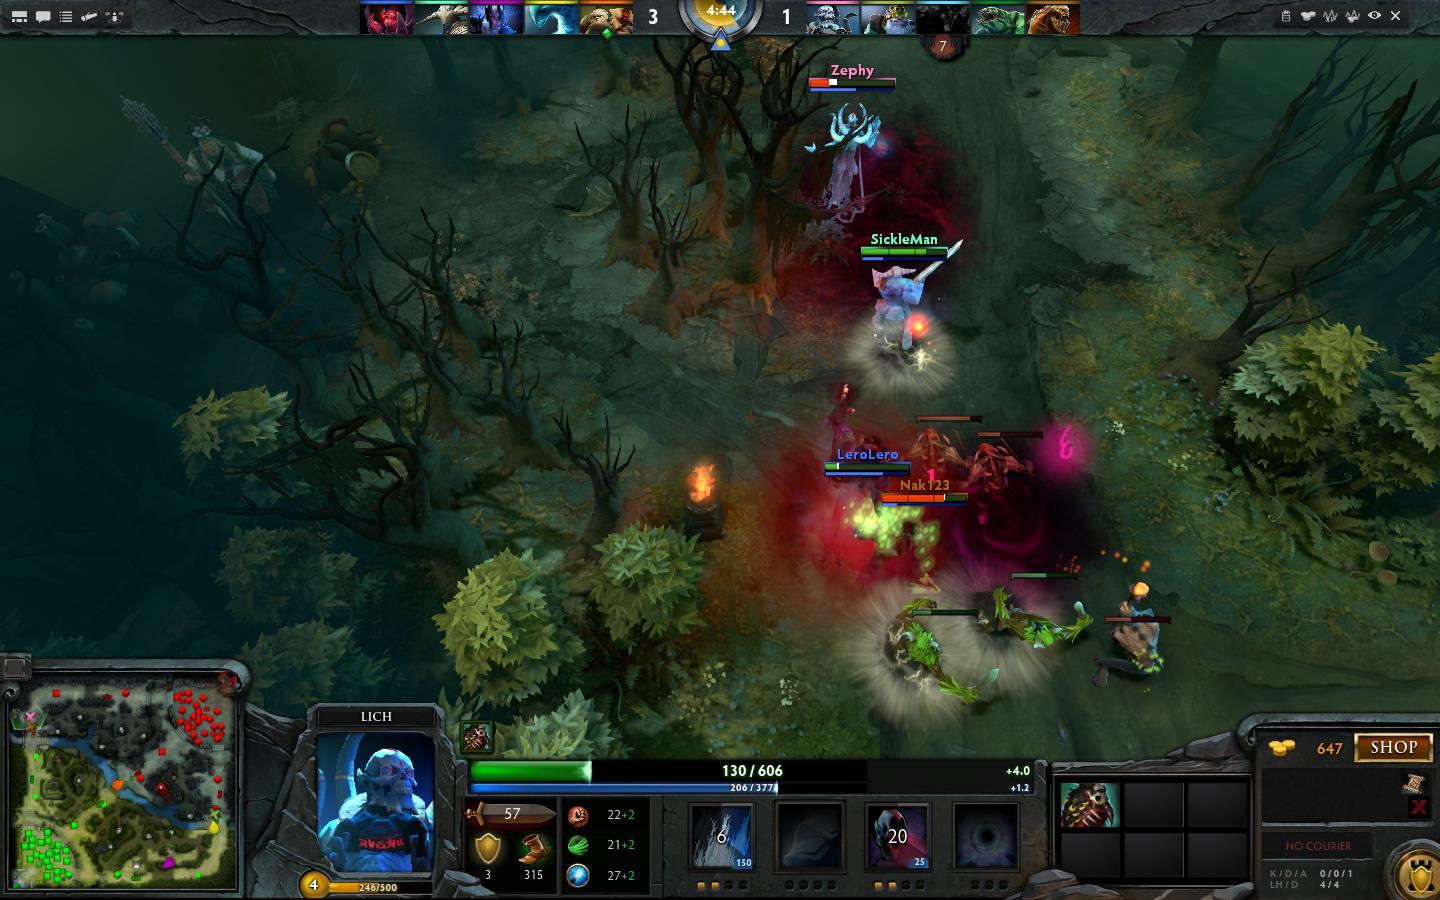 3
4:44
1
7
Zephy
SickleMan
LeroLero
Nak123
LICH
130 / 606
+4.0
206 / 377
+1.2
57
3
315
22+2
21+2
27+2
6
150
20
25
4
246/500
647
SHOP
NO COURIER
K / D / A 0/0/1
LH / D 4/4